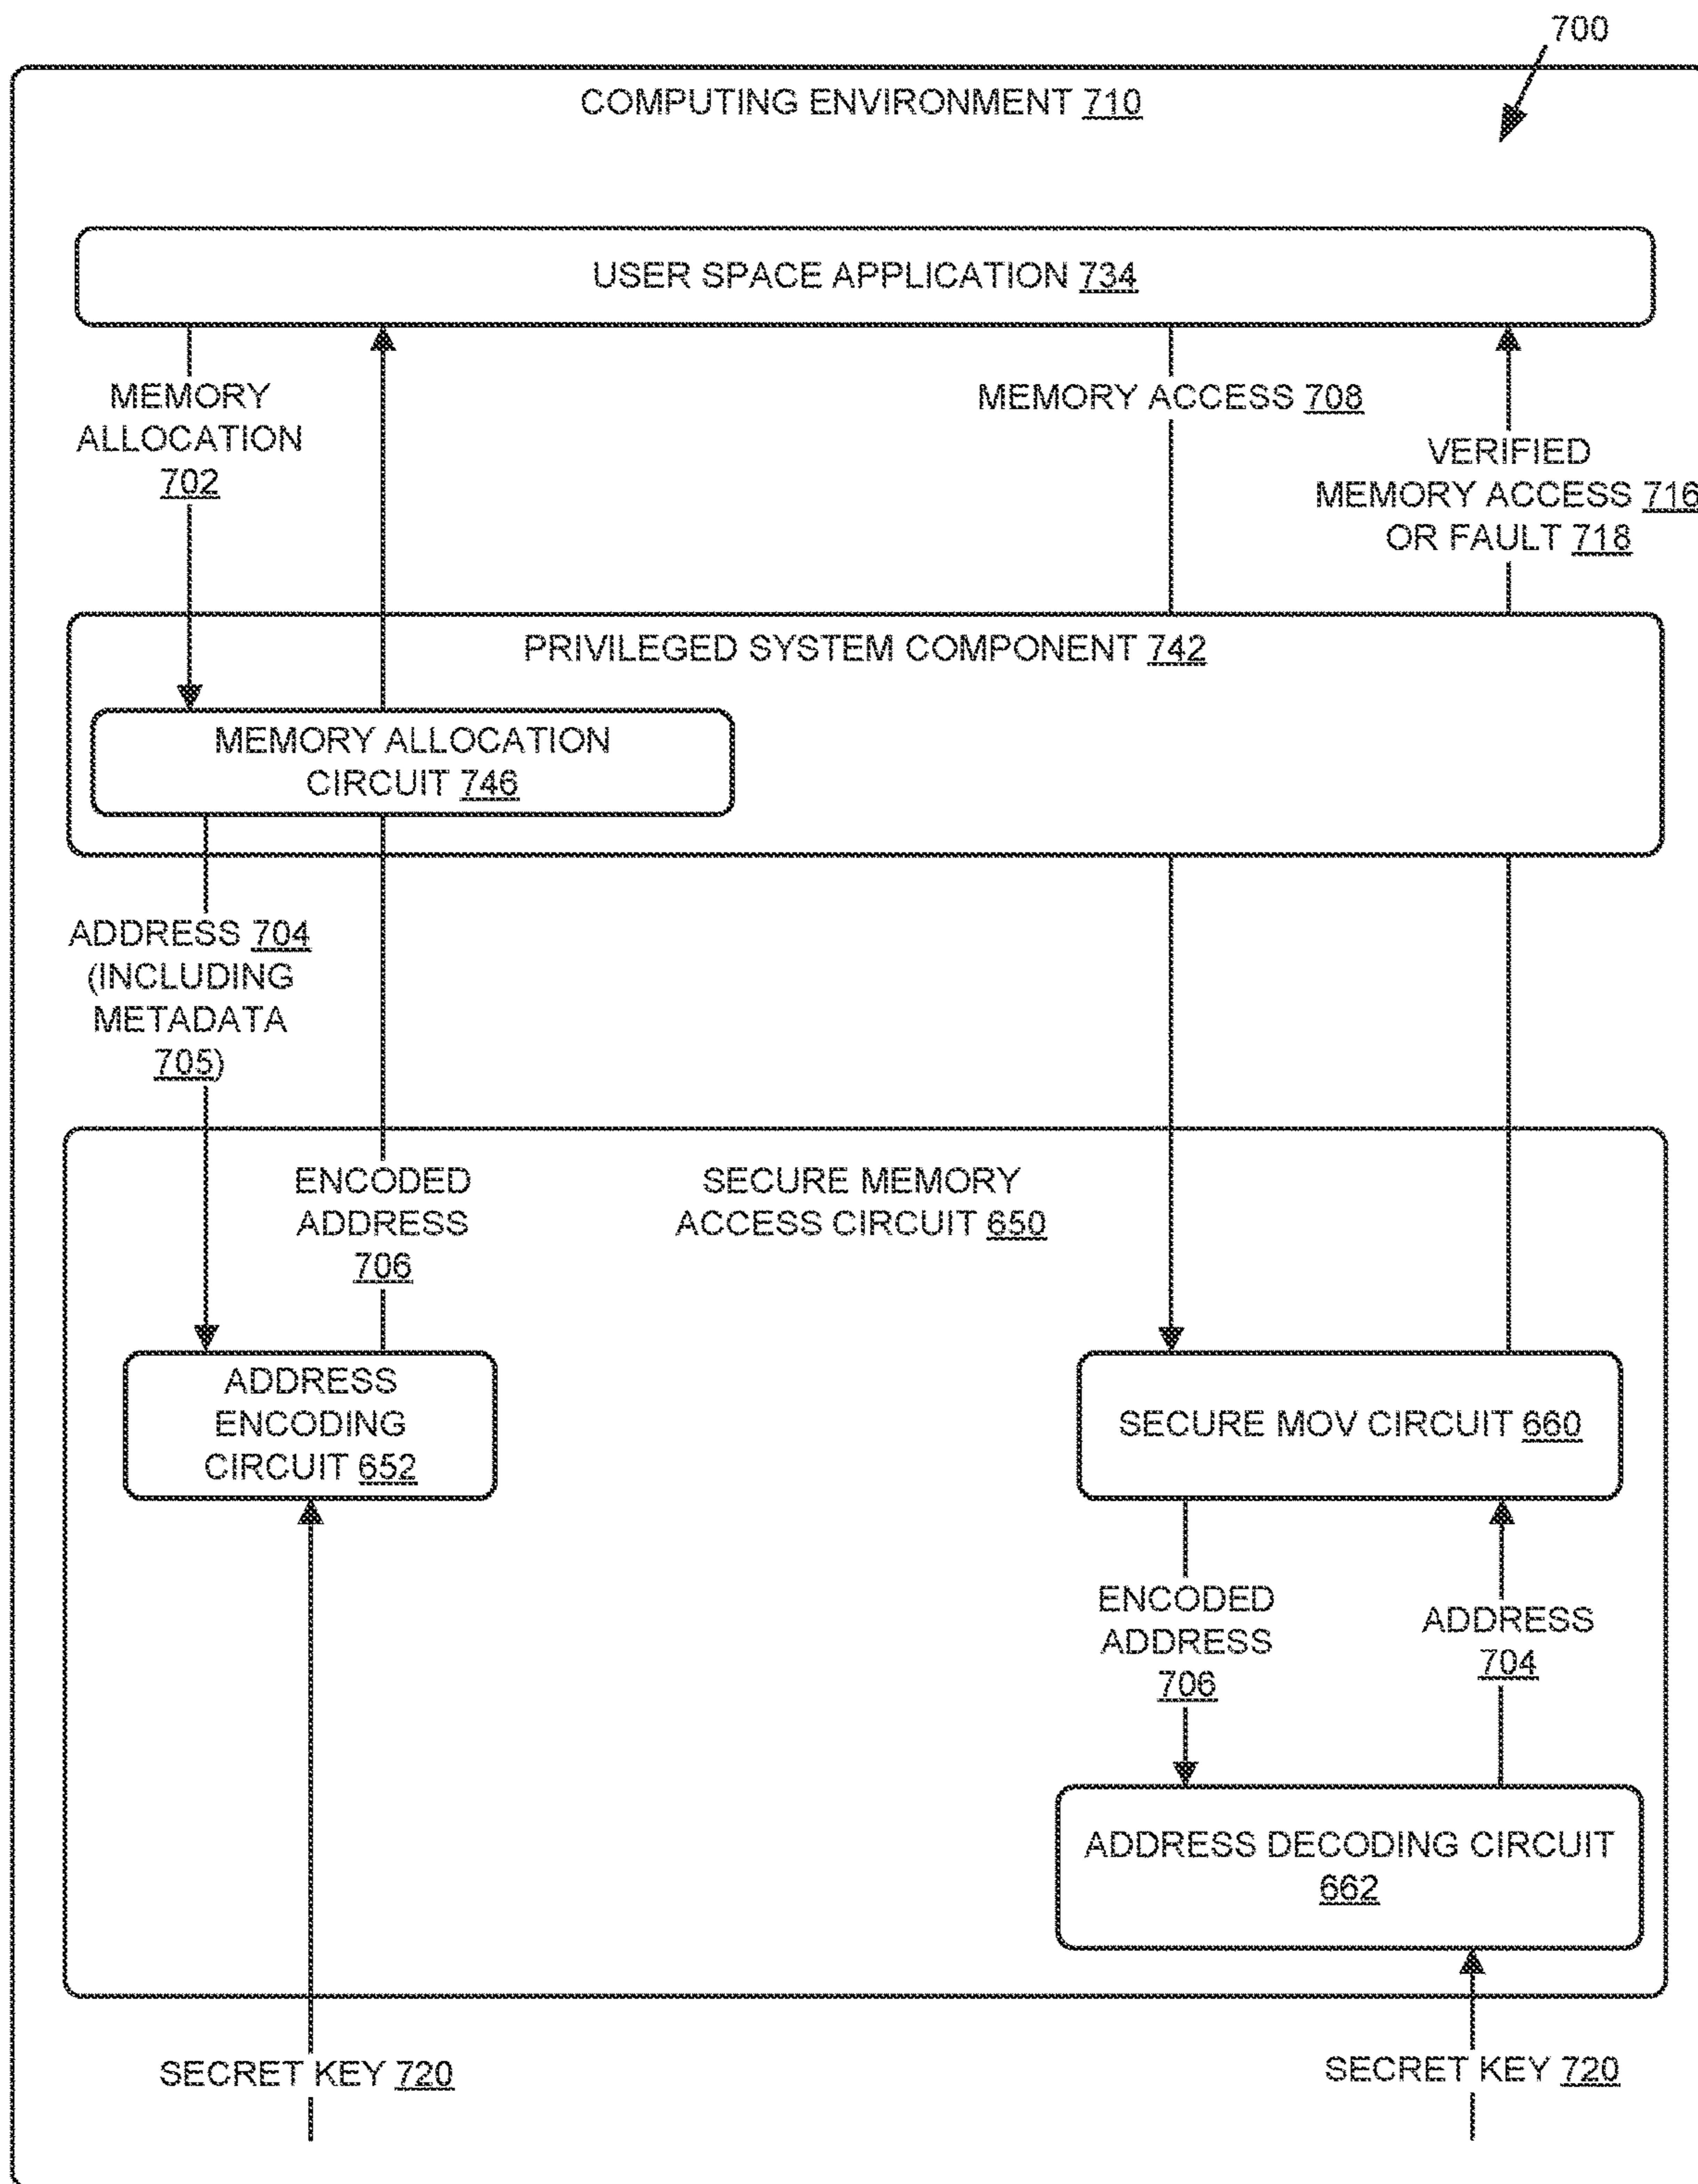 700
COMPUTING ENVIRONMENT 710
USER SPACE APPLICATION 734
MEMORY
ALLOCATION
702
MEMORY ACCESS 708
VERIFIED
MEMORY ACCESS 716
OR FAULT 718
PRIVILEGED SYSTEM COMPONENT 742
MEMORY ALLOCATION
CIRCUIT 746
ADDRESS 704
(INCLUDING
METADATA
705)
ENCODED
ADDRESS
706
SECURE MEMORY
ACCESS CIRCUIT 650
ADDRESS
ENCODING
CIRCUIT 652
SECURE MOV CIRCUIT 660
ENCODED
ADDRESS
706
ADDRESS
704
ADDRESS DECODING CIRCUIT
662
SECRET KEY 720
SECRET KEY 720